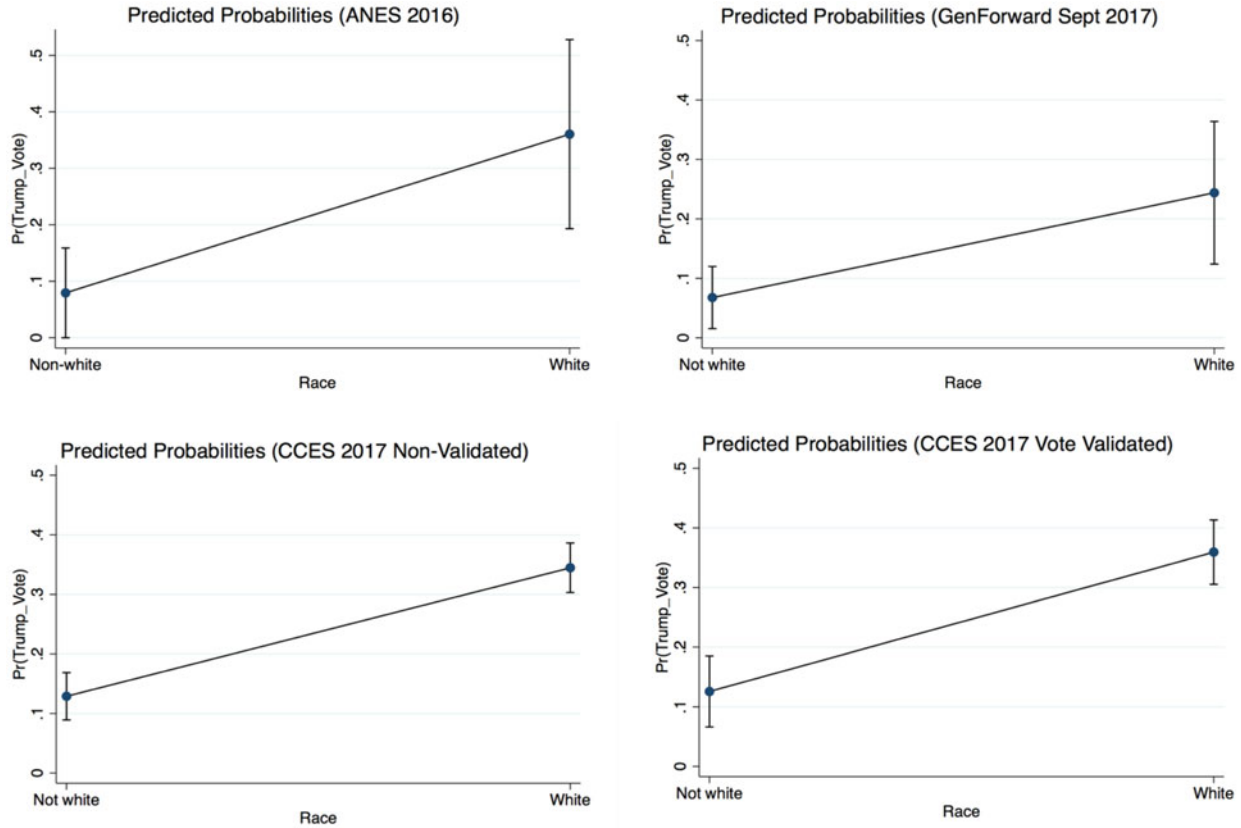 Predicted Probabilities (ANES 2016)
Pr(Trump_Vote)
.5
.4
.3
.2
.1
0
Non-white
White
Race
Predicted Probabilities (GenForward Sept 2017)
Pr(Trump_Vote)
.5
.4
.3
.2
.1
0
Not white
White
Race
Predicted Probabilities (CCES 2017 Non-Validated)
Pr(Trump_Vote)
.5
.4
.3
.2
.1
0
Not white
White
Race
Predicted Probabilities (CCES 2017 Vote Validated)
Pr(Trump_Vote)
.5
.4
.3
.2
.1
0
Not white
White
Race